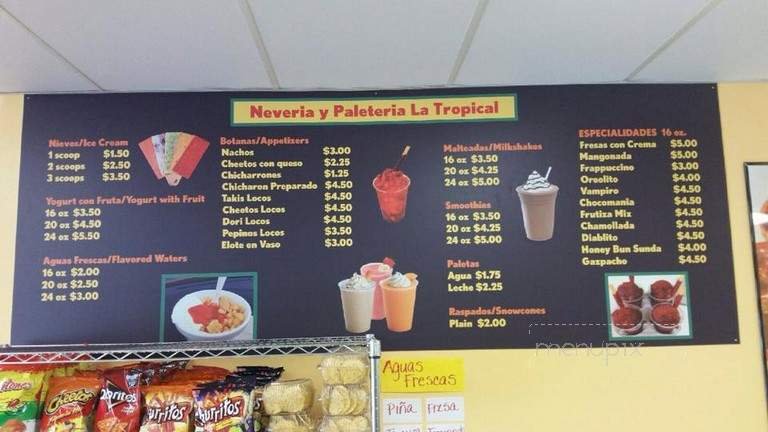 Neveria y Paleteria La Tropical
Nieves/Ice Cream
1 scoop $1.50
2 scoops $2.50
3 scoops $3.50
Yogurt con Fruta/Yogurt with Fruit
16 oz $3.50
20 oz $4.50
24 oz $5.50
Aguas Frescas/Flavored Waters
16 oz $2.00
20 oz $2.50
24 oz $3.00
Botanas/Appetizers
Nachos $3.00
Cheetos con queso $2.25
Chicharrones $1.25
Chicharon Preparado $4.50
Takis Locos $4.50
Cheetos Locos $4.50
Dori Locos $4.50
Pepinos Locos $3.50
Elote en Vaso $3.00
Malteadas/Milkshakes
16 oz $3.50
20 oz $4.25
24 oz $5.00
Smoothies
16 oz $3.50
20 oz $4.25
24 oz $5.00
Paletas
Agua $1.75
Leche $2.25
Raspados/Snowcones
Plain $2.00
ESPECIALIDADES 16 oz.
Fresas con Crema $5.00
Mangonada $5.00
Frappuccino $3.00
Oreolito $4.00
Vampiro $4.50
Chocomania $4.50
Frutiza Mix $4.50
Chamollada $4.50
Diablito $4.50
Honey Bun Sunda $4.00
Gazpacho $4.50
menupix
Cheetos
Doritos
Churritos
Churritos
Aguas
Frescas
Piña Fresa